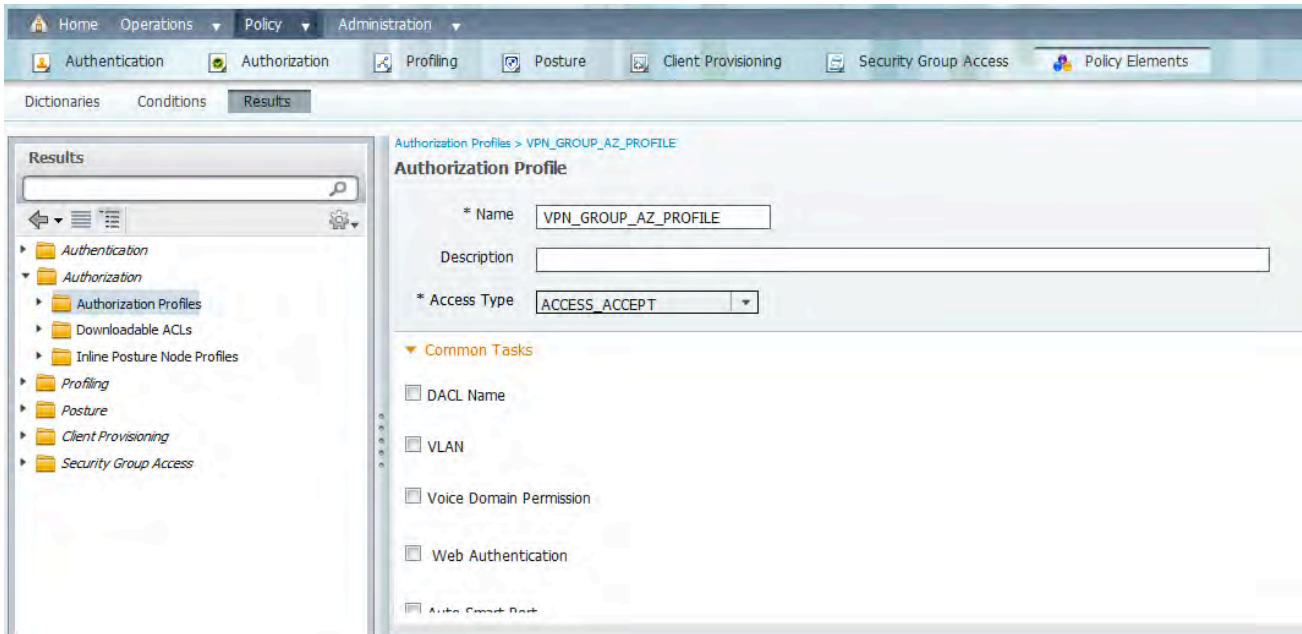 Home Operations Policy Administration
Authentication Authorization Profiling Posture Client Provisioning Security Group Access Policy Elements
Dictionaries Conditions Results
Results
Authentication
Authorization
Authorization Profiles
Downloadable ACLs
Inline Posture Node Profiles
Profiling
Posture
Client Provisioning
Security Group Access
Authorization Profiles > VPN_GROUP_AZ_PROFILE
Authorization Profile
* Name VPN_GROUP_AZ_PROFILE
Description
* Access Type ACCESS_ACCEPT
Common Tasks
DACL Name
VLAN
Voice Domain Permission
Web Authentication
Auto Smart Port